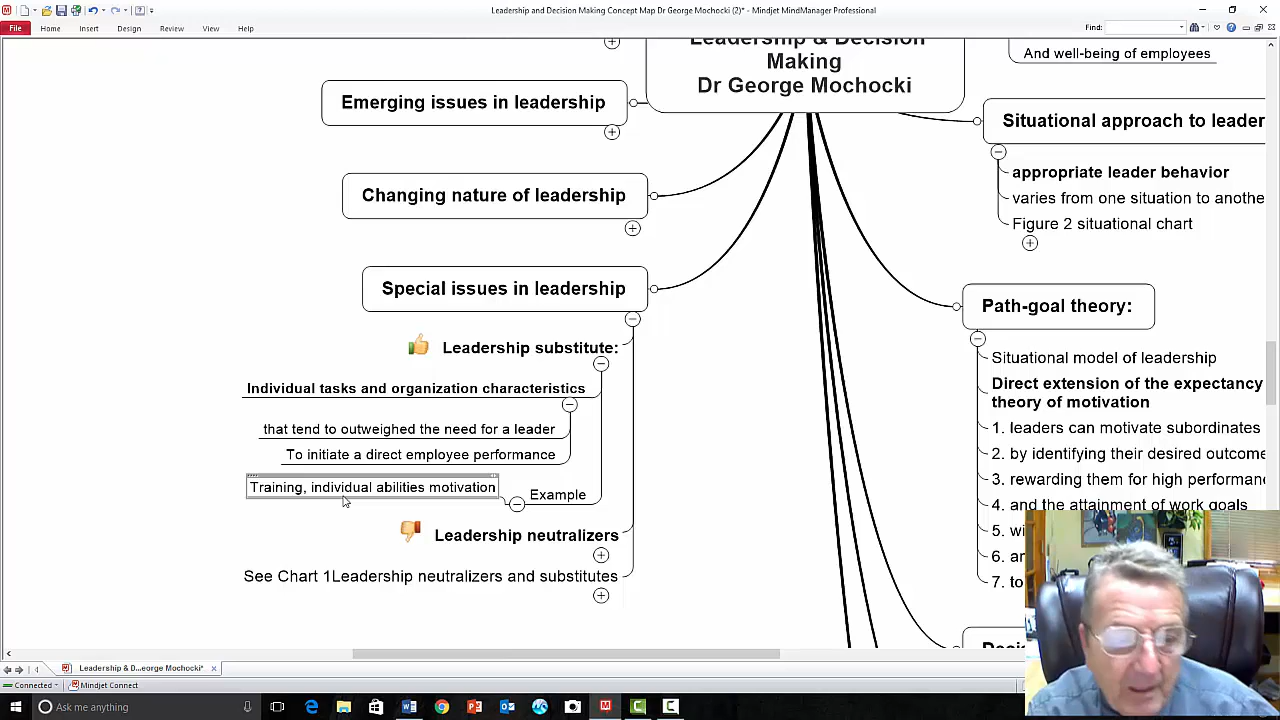 Leadership and Decision Making Concept Map Dr George Mochocki (2)* - Mindjet MindManager Professional
File Home Insert Design Review View Help
Find:
Leadership & Decision
Making
Dr George Mochocki
And well-being of employees
Emerging issues in leadership
Situational approach to leader
appropriate leader behavior
varies from one situation to anothe
Figure 2 situational chart
Changing nature of leadership
Special issues in leadership
Path-goal theory:
Leadership substitute:
Situational model of leadership
Individual tasks and organization characteristics
Direct extension of the expectancy
theory of motivation
that tend to outweighed the need for a leader
1. leaders can motivate subordinates
To initiate a direct employee performance
2. by identifying their desired outcome
Training, individual abilities motivation
Example
3. rewarding them for high performan
4. and the attainment of work goals
Leadership neutralizers
5. wi
6. an
See Chart 1Leadership neutralizers and substitutes
7. to
Leadership & D...eorge Mochocki*
Connected
Mindjet Connect
Ask me anything